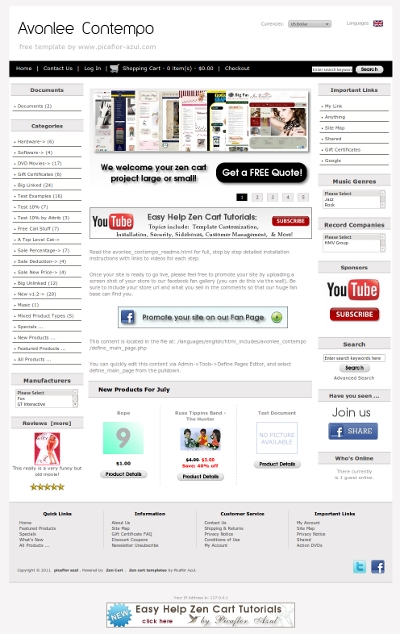 Avonlee Contempo
free template by www.picaflor-azul.com
Currencies: US Dollar
Languages:
Home | Contact Us | Log In | Shopping Cart - 0 item(s) - $0.00 | Checkout
Enter search keywords Search
Documents
Documents (2)
Categories
Hardware-> (6)
Software-> (4)
DVD Movies-> (17)
Gift Certificates (6)
Big Linked (24)
Test Examples (16)
Test 10% (7)
Test 10% by Attrib (3)
Free Call Stuff (7)
A Top Level Cat->
Sale Percentage-> (7)
Sale Deduction-> (4)
Sale New Price-> (4)
Big Unlinked (12)
New v1.2-> (20)
Music (1)
Mixed Product Types (5)
Specials ...
New Products ...
Featured Products ...
All Products ...
Manufacturers
Please Select
Fox
GT Interactive
Reviews [more]
This really is a very funny but old movie!
We welcome your zen cart
project large or small!
Get a FREE Quote!
1 2 3 4 5
YouTube Easy Help Zen Cart Tutorials: SUBSCRIBE
Topics include: Template Customization,
Installation, Security, Sideboxes, Customer Management, & More!
Read the avonlee_contempo_readme.html for full, step by step detailed installation
instructions with links to videos for each step.
Once your site is ready to go live, please feel free to promote your site by uploading a
screen shot of your store to our facebook fan gallery (you can do this via the wall). Be
sure to include your store url and what you sell in the comments so that our huge fan
base can find you.
Promote your site on our Fan Page
This content is located in the file at: /languages/english/html_includes/avonlee_contempo
/define_main_page.php
You can quickly edit this content via Admin->Tools->Define Pages Editor, and select
define_main_page from the pulldown.
New Products For July
Rope
9
$1.00
Product Details
Russ Tippins Band -
The Hunter
$4.99 $3.00
Save: 40% off
Product Details
Test Document
NO PICTURE
AVAILABLE
Product Details
Important Links
My Link
Anything
Site Map
Shared
Gift Certificates
Google
Music Genres
Please Select
Jazz
Rock
Record Companies
Please Select
HMV Group
Sponsors
YouTube
SUBSCRIBE
Search
Enter search keywords here
Search
Advanced Search
Have you seen ...
Join us
SHARE
Who's Online
There currently
is 1 guest online.
Quick Links
Home
Featured Products
Specials
What's New
All Products ...
Information
About Us
Site Map
Gift Certificate FAQ
Discount Coupons
Newsletter Unsubscribe
Customer Service
Contact Us
Shipping & Returns
Privacy Notice
Conditions of Use
My Account
Important Links
My Account
Site Map
Privacy Notice
Shared
Action DVDs
Copyright © 2011 picaflor azul. Powered by Zen Cart. Zen cart templates by Picaflor Azul.
Your IP Address is: 127.0.0.1
NEW Easy Help Zen Cart Tutorials
click here by Picaflor Azul